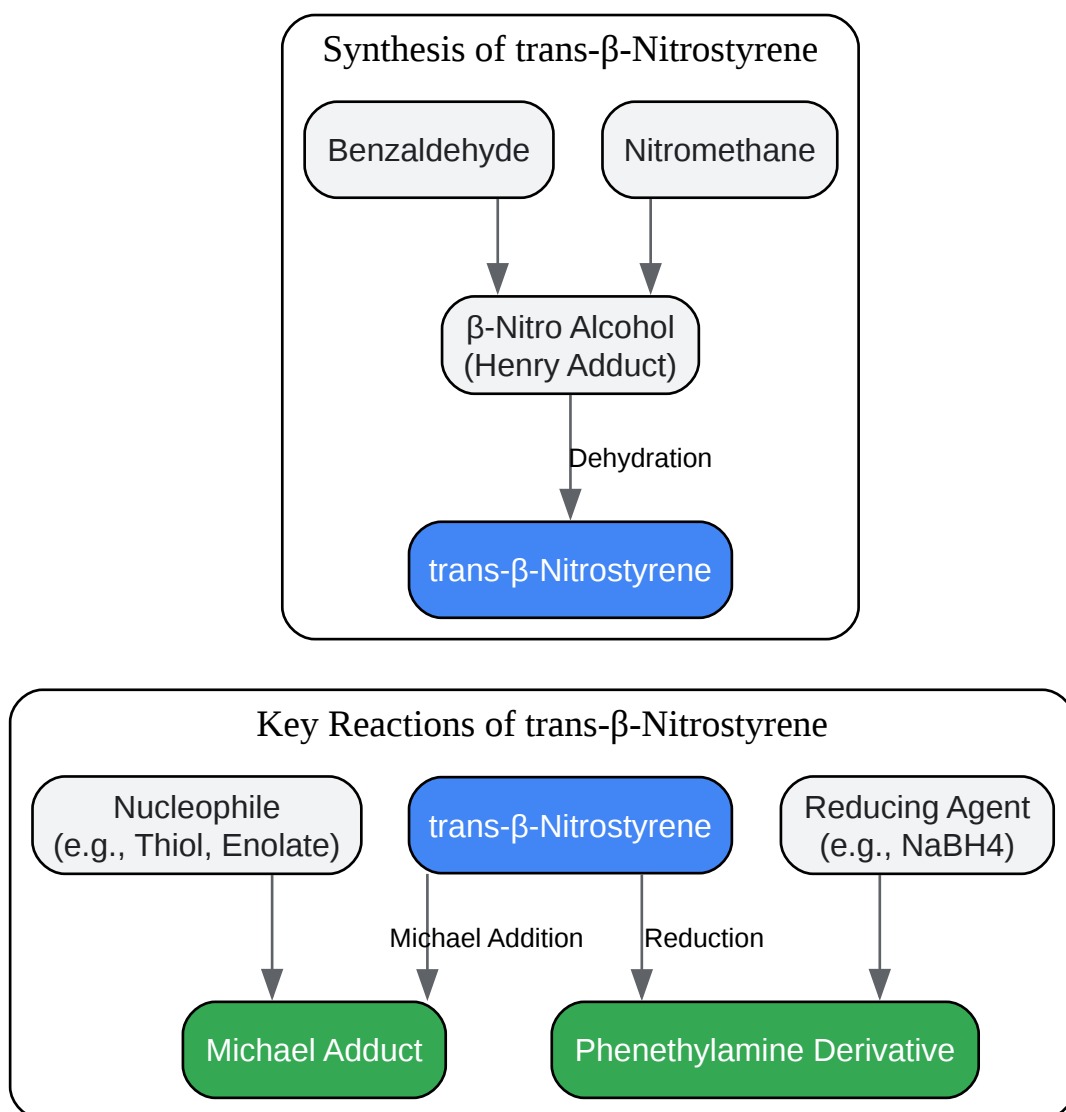 Synthesis of trans-β-Nitrostyrene
Benzaldehyde
Nitromethane
β-Nitro Alcohol
(Henry Adduct)
Dehydration
trans-β-Nitrostyrene
Key Reactions of trans-β-Nitrostyrene
Nucleophile
(e.g., Thiol, Enolate)
trans-β-Nitrostyrene
Reducing Agent
(e.g., NaBH4)
Michael Addition
Reduction
Michael Adduct
Phenethylamine Derivative